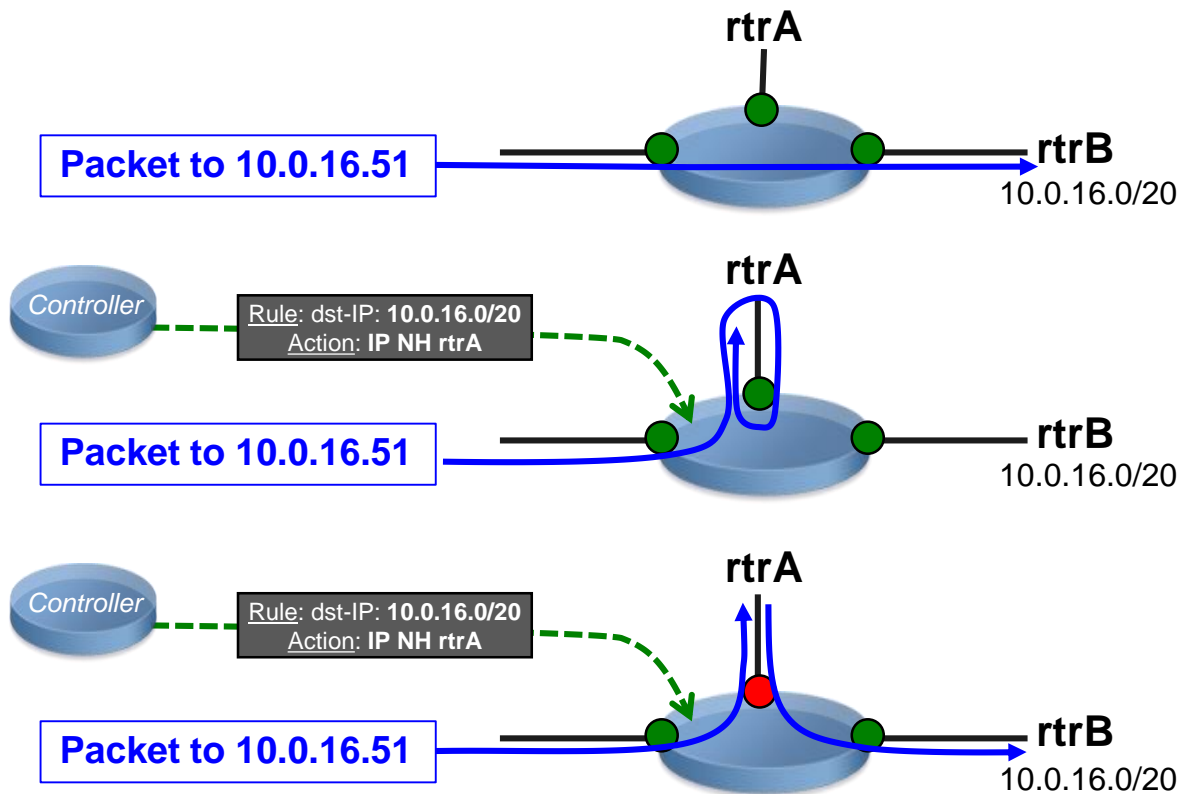 rtrA
Packet to 10.0.16.51
rtrB
10.0.16.0/20
rtrA
Controller
Rule: dst-IP: 10.0.16.0/20
Action: IP NH rtrA
Packet to 10.0.16.51
rtrB
10.0.16.0/20
rtrA
Controller
Rule: dst-IP: 10.0.16.0/20
Action: IP NH rtrA
Packet to 10.0.16.51
rtrB
10.0.16.0/20